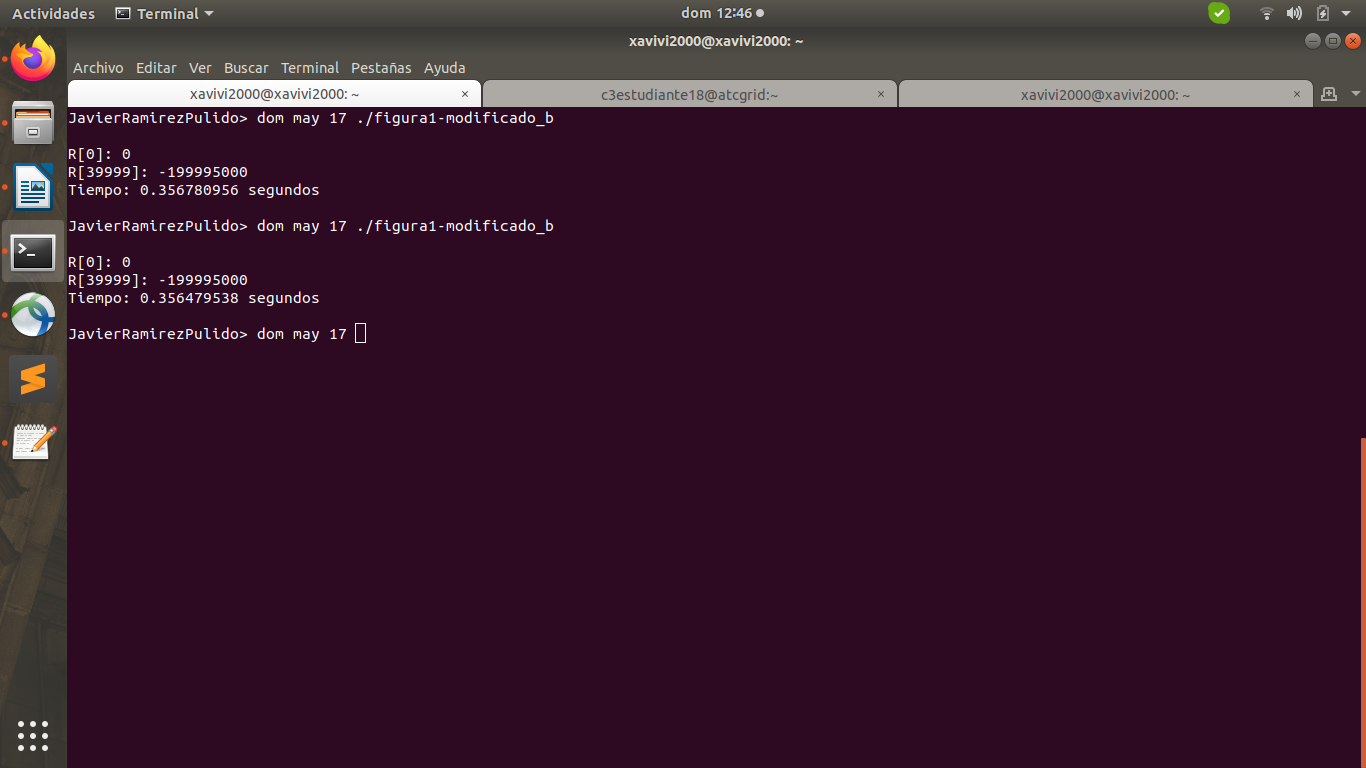 Actividades Terminal dom 12:46
xavivi2000@xavivi2000: ~
Archivo Editar Ver Buscar Terminal Pestañas Ayuda
xavivi2000@xavivi2000: ~ c3estudiante18@atcgrid:~ xavivi2000@xavivi2000: ~
JavierRamirezPulido> dom may 17 ./figura1-modificado_b
R[0]: 0
R[39999]: -199995000
Tiempo: 0.356780956 segundos
JavierRamirezPulido> dom may 17 ./figura1-modificado_b
R[0]: 0
R[39999]: -199995000
Tiempo: 0.356479538 segundos
JavierRamirezPulido> dom may 17